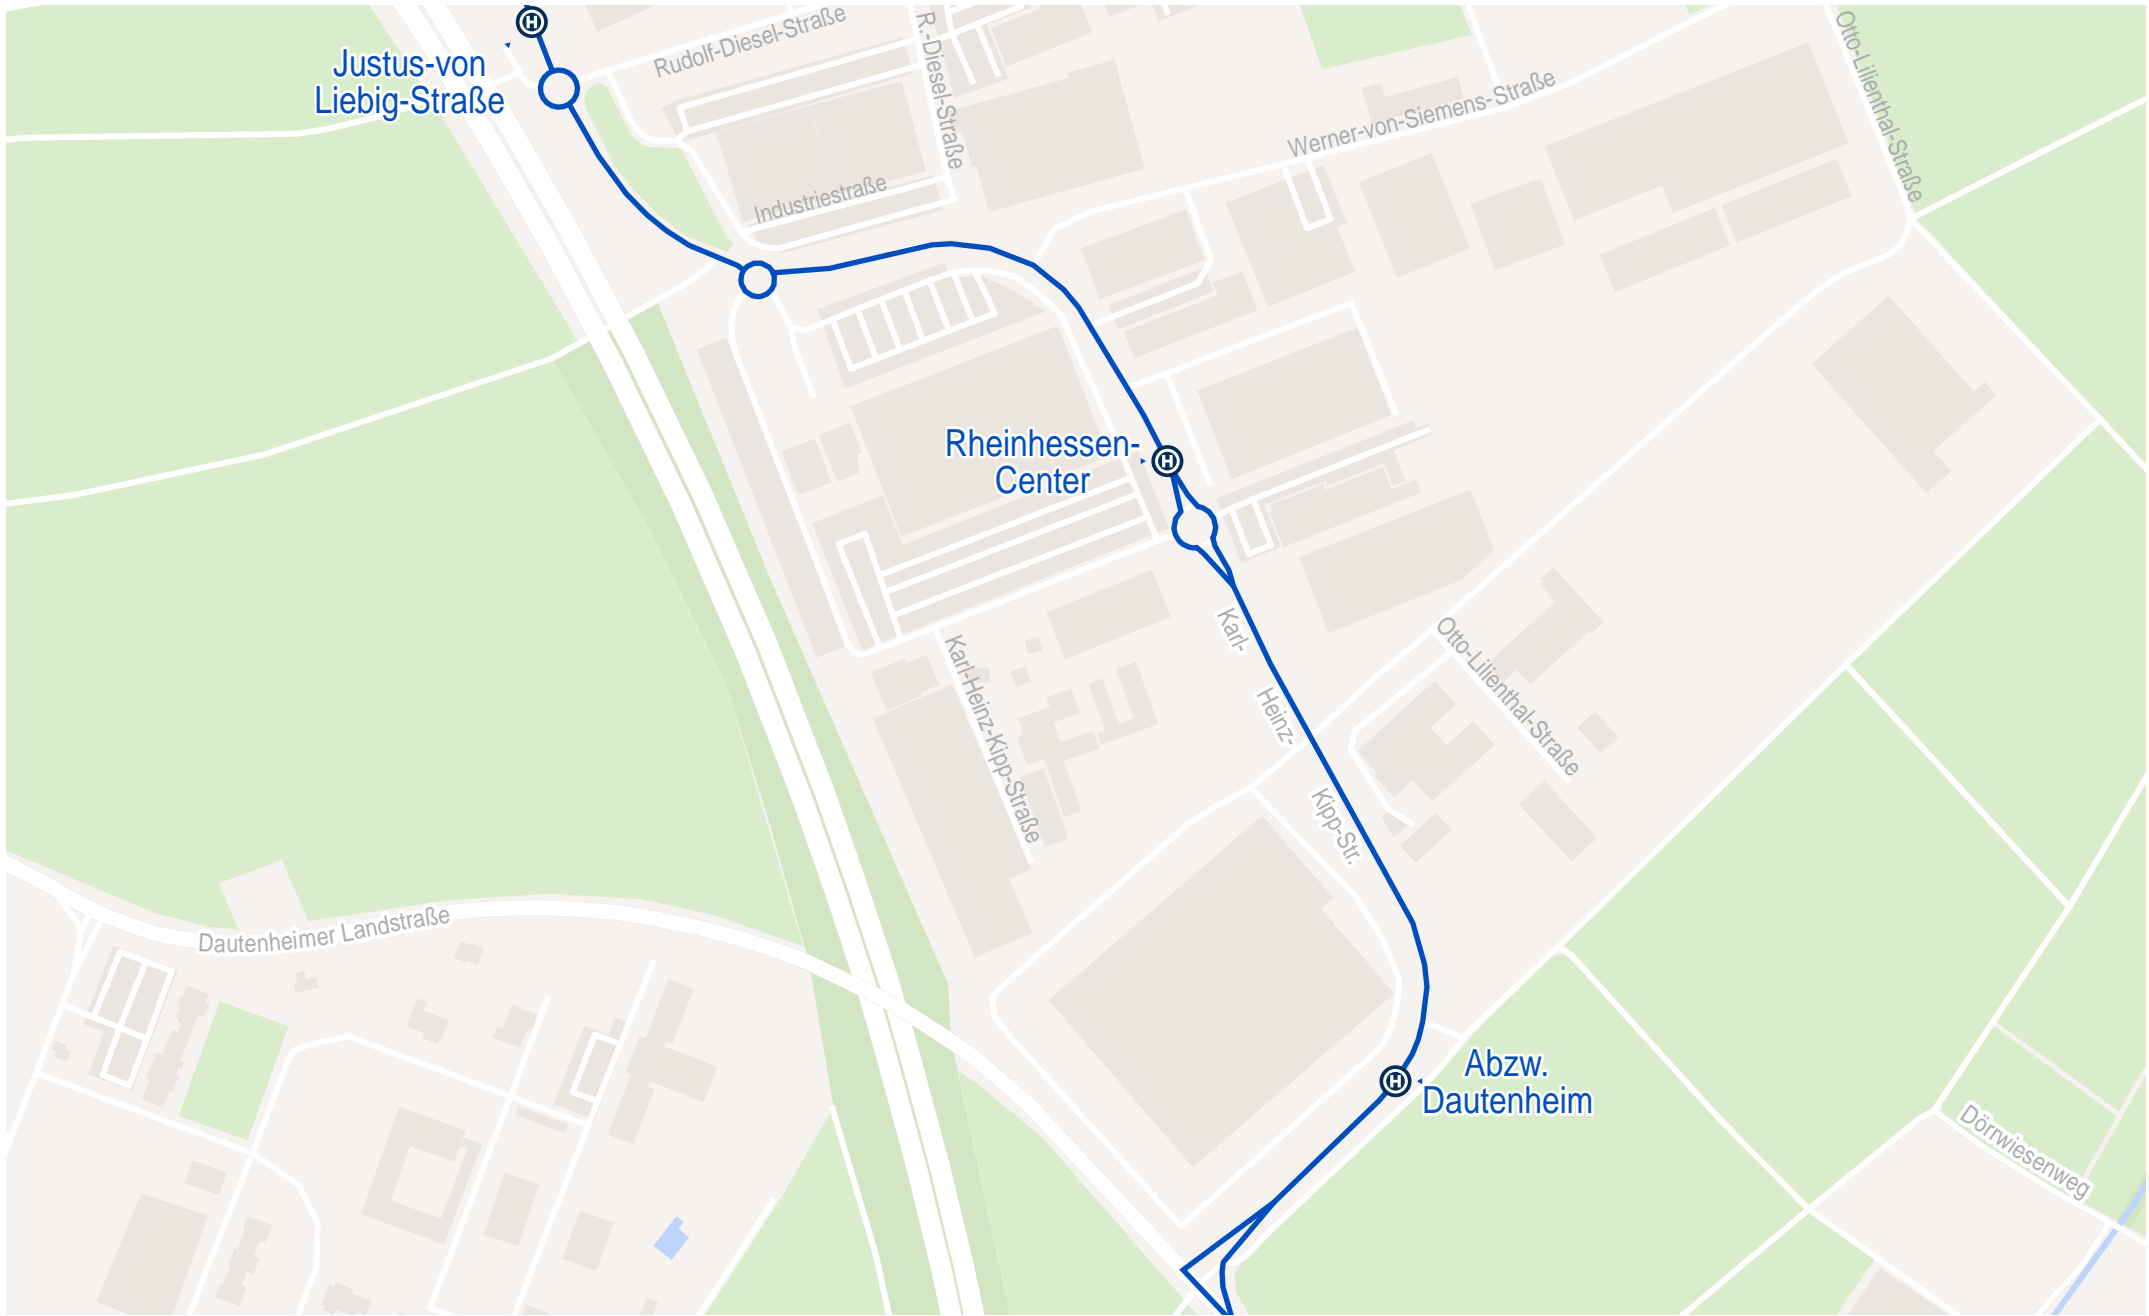 Justus-von
Liebig-Straße
Rudolf-Diesel-Straße
R.-Diesel-Straße
Industriestraße
Werner-von-Siemens-Straße
Otto-Lilienthal-Straße
Rheinhessen-
Center
Karl-
Heinz-
Kipp-Str.
Karl-Heinz-Kipp-Straße
Otto-Lilienthal-Straße
Dautenheimer Landstraße
Abzw.
Dautenheim
Dörrwiesenweg
H
H
H